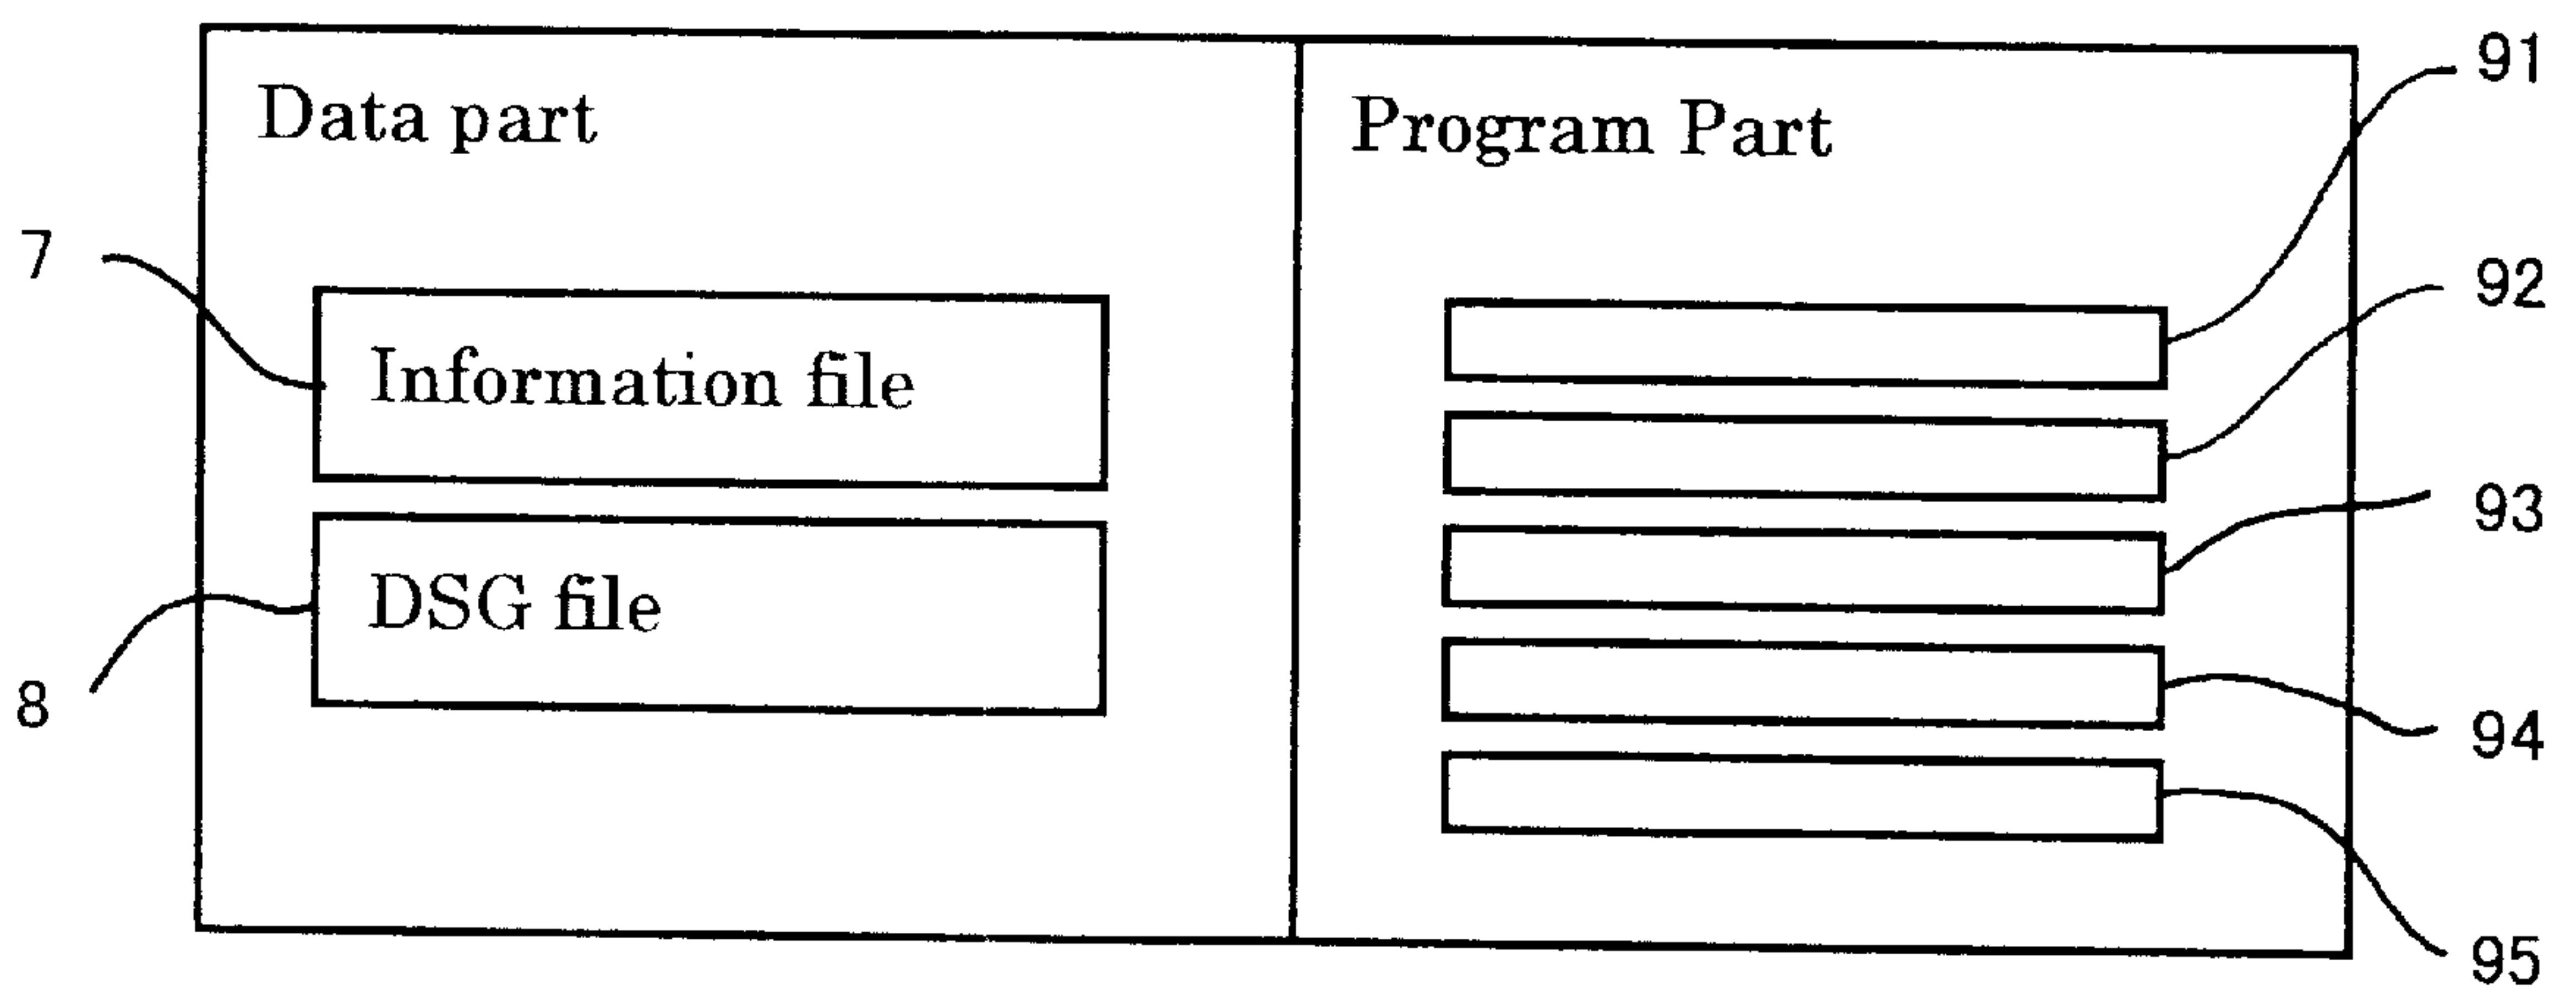 Data part
Program Part
7
Information file
8
DSG file
91
92
93
94
95